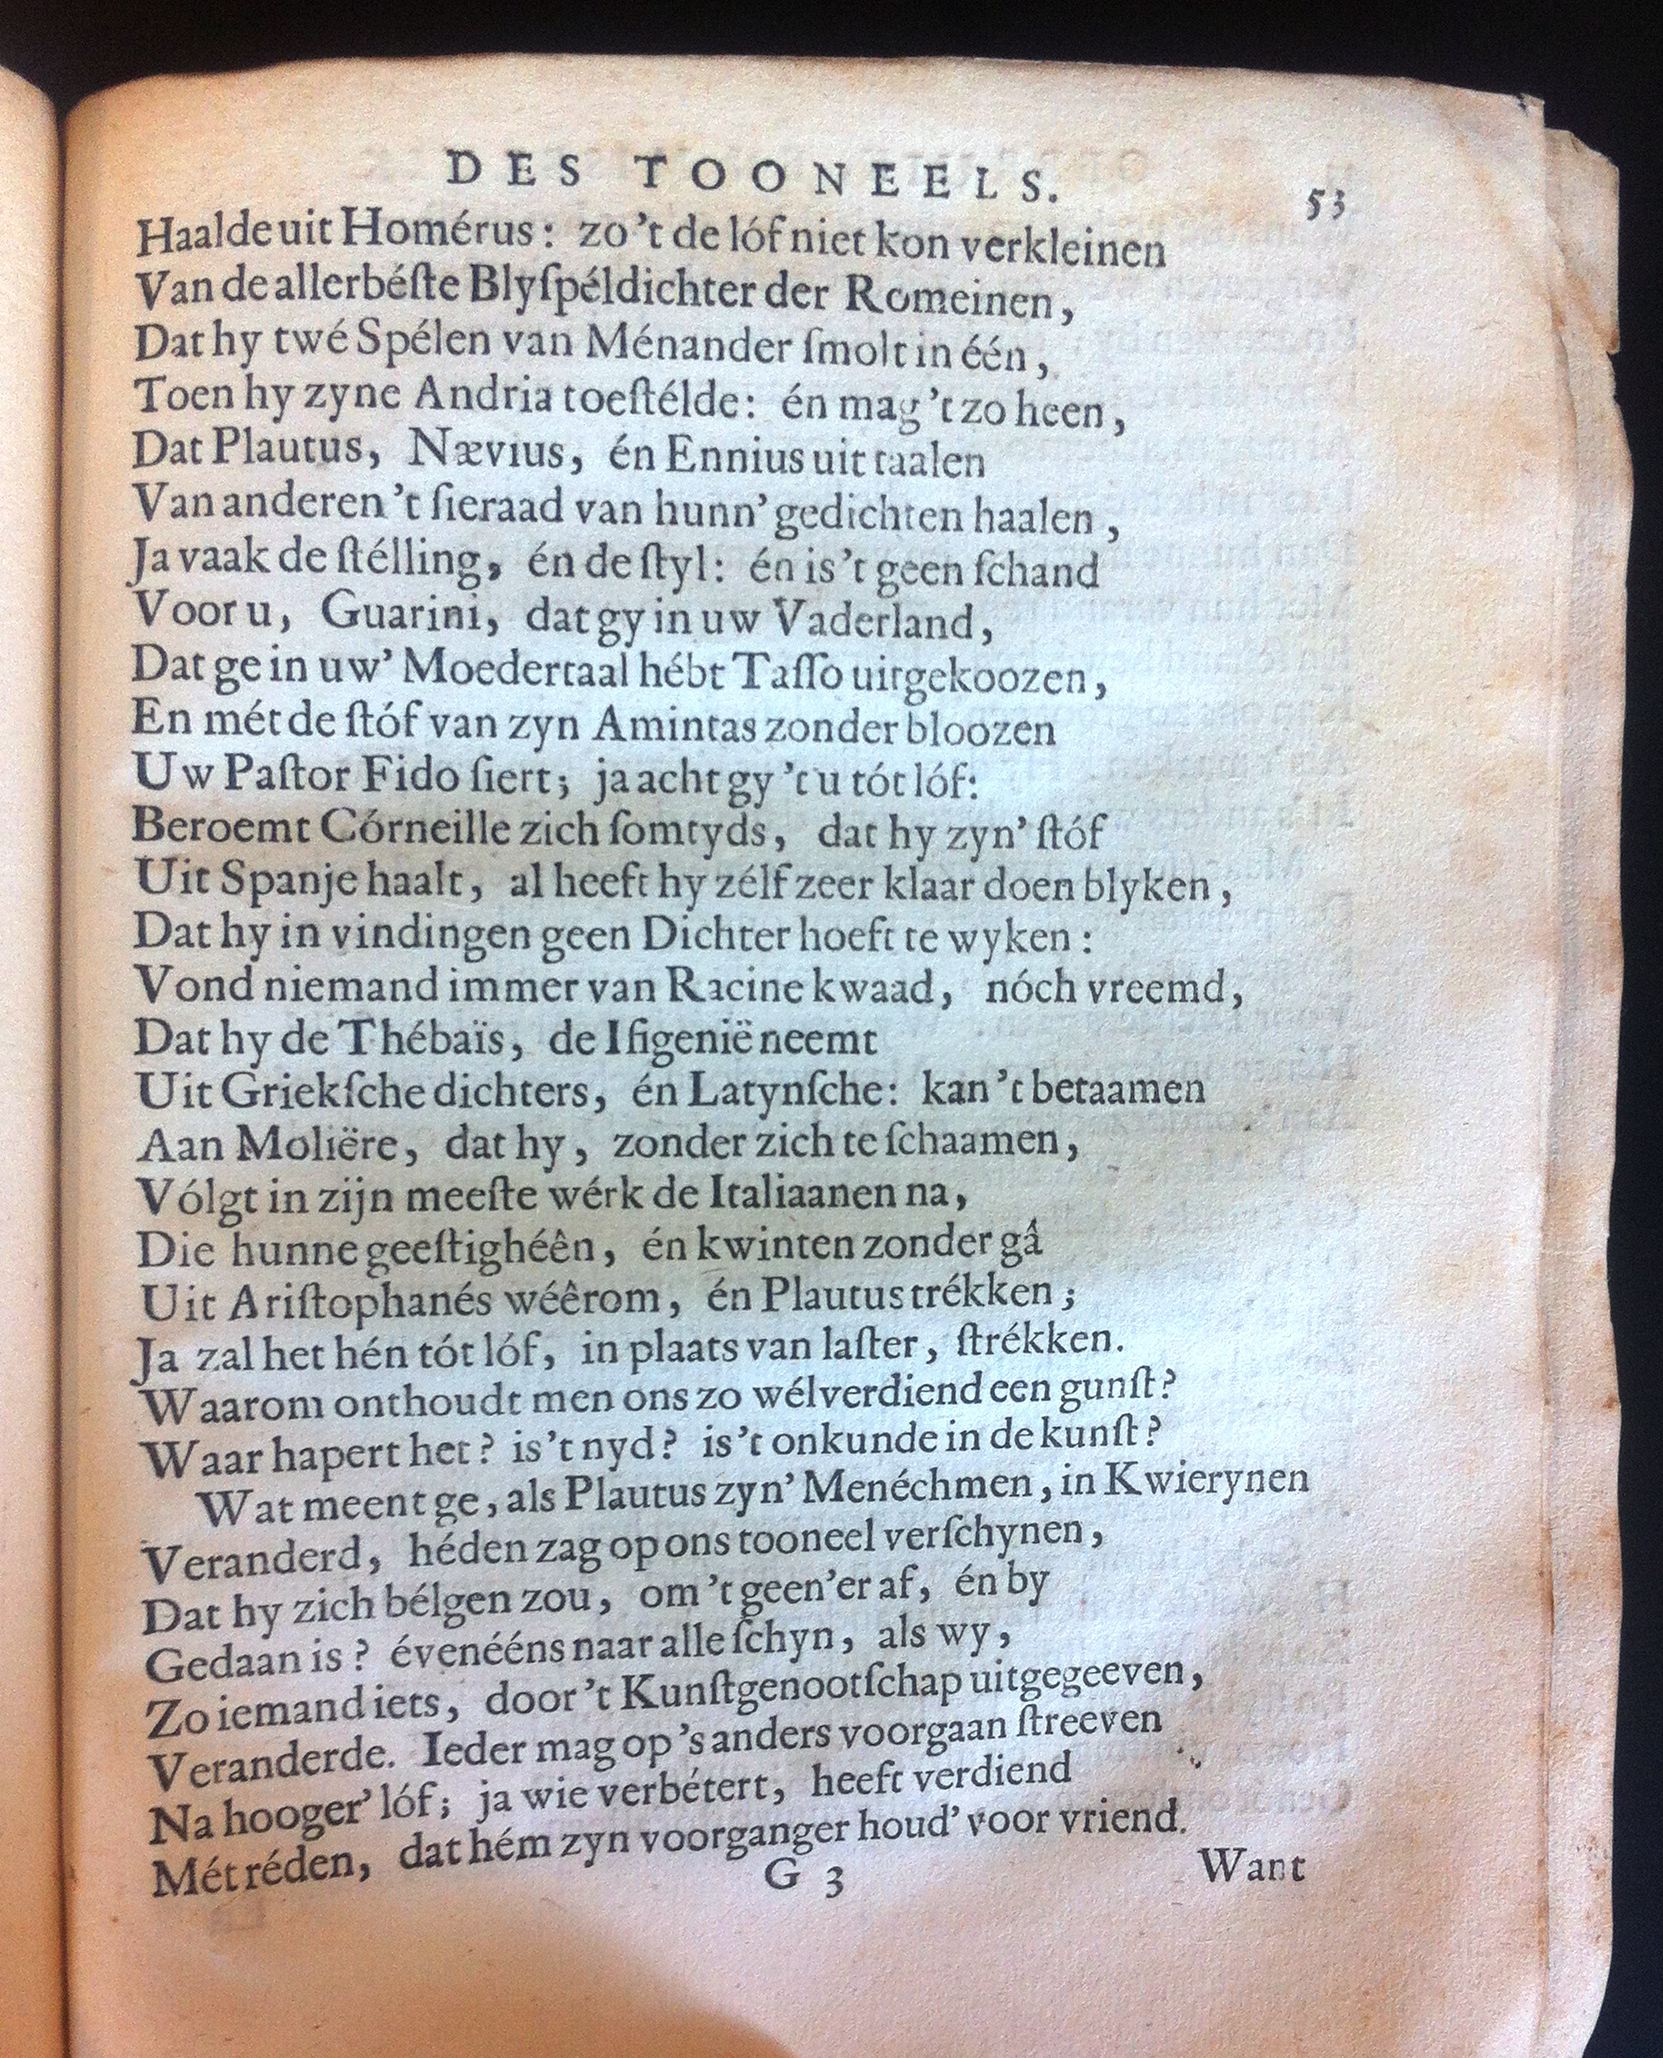 DES TOONEELS. 53
Haalde uit Homérus: zo 't de lóf niet kon verkleinen
Van de allerbéſte Blyſpéldichter der Romeinen,
Dat hy twé Spélen van Ménander ſmolt in één,
Toen hy zyne Andria toeſtélde: én mag 't zo heen,
Dat Plautus, Nævius, én Ennius uit taalen
Van anderen 't ſieraad van hunn' gedichten haalen,
Ja vaak de ſtélling, én de ſtyl: én is 't geen ſchand
Voor u, Guarini, dat gy in uw Vaderland,
Dat ge in uw' Moedertaal hébt Taſſo uitgekoozen,
En mét de ſtóf van zyn Amintas zonder bloozen
Uw Paſtor Fido ſiert; ja acht gy 't u tót lóf:
Beroemt Córneille zich ſomtyds, dat hy zyn' ſtóf
Uit Spanje haalt, al heeft hy zélf zeer klaar doen blyken,
Dat hy in vindingen geen Dichter hoeft te wyken:
Vond niemand immer van Racine kwaad, nóch vreemd,
Dat hy de Thébaïs, de Ifigenië neemt
Uit Griekſche dichters, én Latynſche: kan 't betaamen
Aan Moliëre, dat hy, zonder zich te ſchaamen,
Vólgt in zijn meeſte wérk de Italiaanen na,
Die hunne geeſtighéên, én kwinten zonder gâ
Uit Ariſtophanés wéêrom, én Plautus trékken;
Ja zal het hén tót lóf, in plaats van laſter, ſtrékken.
Waarom onthoudt men ons zo wélverdiend een gunſt?
Waar hapert het? is 't nyd? is 't onkunde in de kunſt?
Wat meent ge, als Plautus zyn' Menéchmen, in Kwierynen
Veranderd, héden zag op ons tooneel verſchynen,
Dat hy zich bélgen zou, om 't geen'er af, én by
Gedaan is? évenééns naar alle ſchyn, als wy,
Zo iemand iets, door 't Kunſtgenootſchap uitgegeeven,
Veranderde. Ieder mag op 's anders voorgaan ſtreeven
Na hooger' lóf; ja wie verbétert, heeft verdiend
Mét réden, dat hém zyn voorganger houd' voor vriend.
G 3 Want